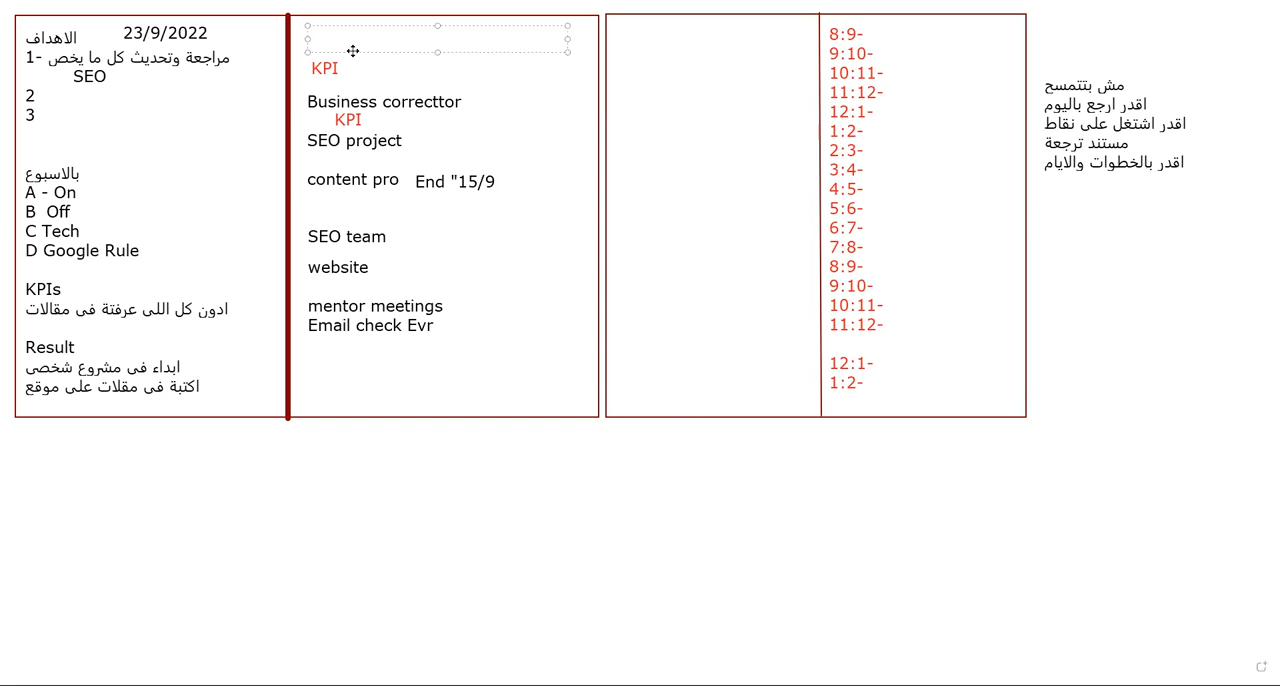 الاهداف 23/9/2022
1- مراجعة وتحديث كل ما يخص
SEO
2
3
بالاسبوع
A - On
B Off
C Tech
D Google Rule
KPIs
ادون كل اللى عرفتة فى مقالات
Result
ابداء فى مشروع شخصى
اكتبة فى مقلات على موقع
KPI
Business correcttor
KPI
SEO project
content pro End "15/9
SEO team
website
mentor meetings
Email check Evr
8:9-
9:10-
10:11-
11:12-
12:1-
1:2-
2:3-
3:4-
4:5-
5:6-
6:7-
7:8-
8:9-
9:10-
10:11-
11:12-
12:1-
1:2-
مش بتتمسح
اقدر ارجع باليوم
اقدر اشتغل على نقاط
مستند ترجعة
اقدر بالخطوات والايام